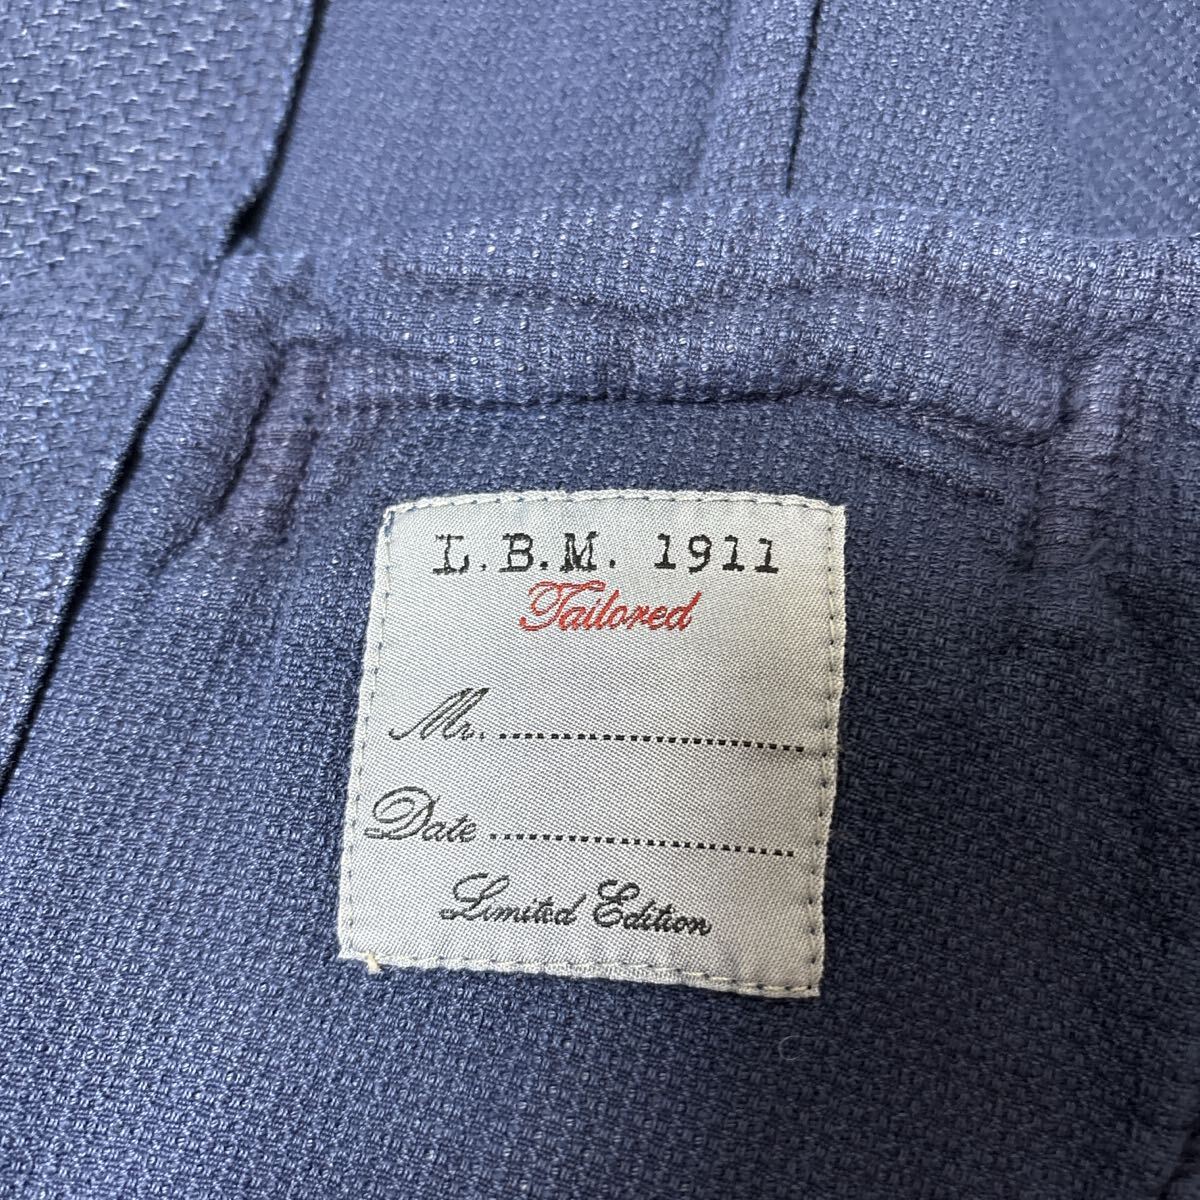 L.B.M. 1911
Tailored
Mr. ..............................
Date ..............................
Limited Edition